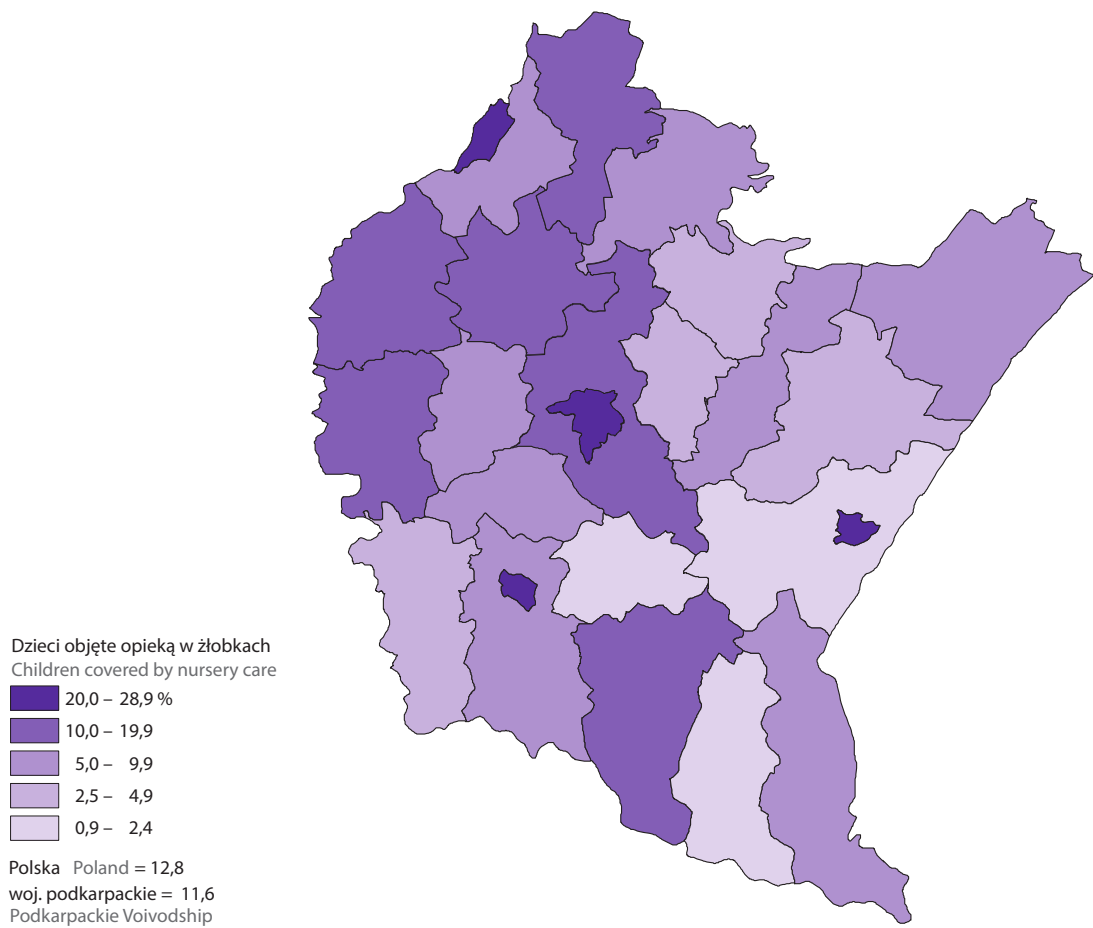 Dzieci objęte opieką w żłobkach
Children covered by nursery care
20,0 – 28,9 %
10,0 – 19,9
5,0 – 9,9
2,5 – 4,9
0,9 – 2,4
Polska Poland = 12,8
woj. podkarpackie = 11,6
Podkarpackie Voivodship